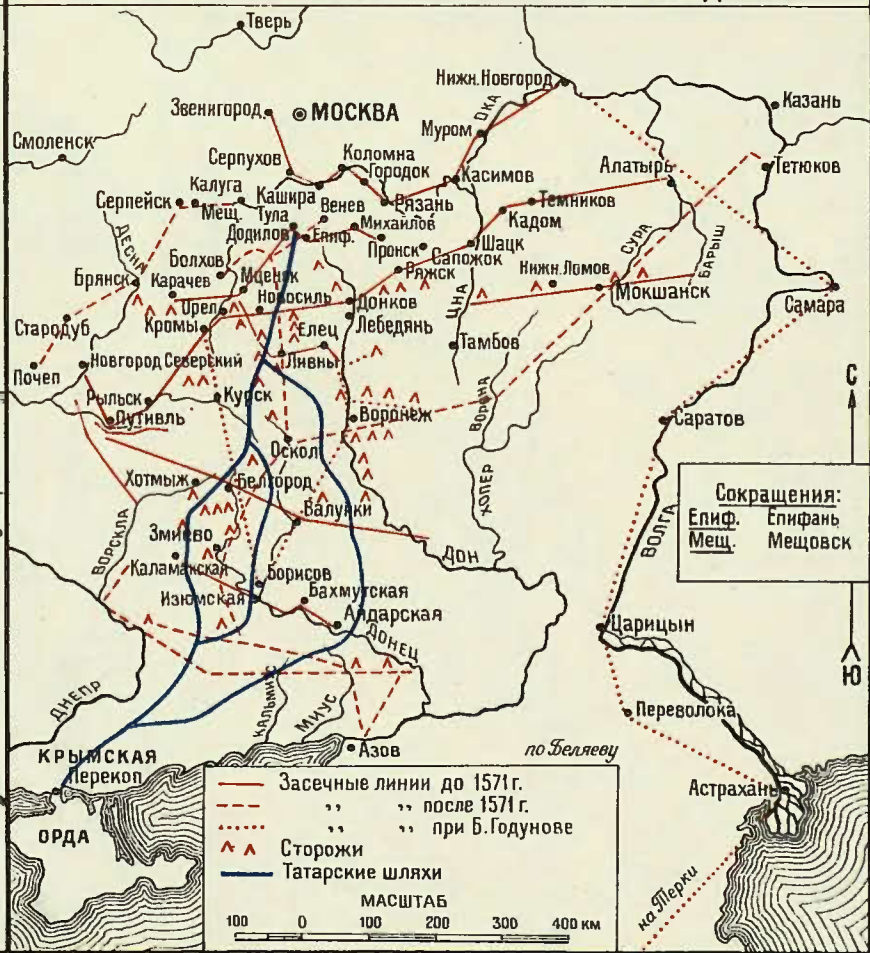 Тверь
Нижн.Новгород
Казань
Звенигород
МОСКВА
ОКА
Муром
Смоленск
Серпухов
Коломна
Городок
Касимов
Алатырь
Тетюков
Серпейск
Калуга
Мещ.
Кашира
Рязань
Темников
Кадом
Тула
Венев
Михайлов
Додилов
Епиф.
Пронск
Шацк
Сапожок
Ряжск
СУРА
БАРЫШ
ДЕСНА
Болхов
Брянск
Карачев
Мценск
Новосиль
Донков
ЦНА
Нижн.Ломов
Мокшанск
Самара
Орел
Стародуб
Кромы
Елец
Лебедянь
Тамбов
Почеп
Новгород Северский
Ливны
С
Рыльск
Курск
Путивль
Воронеж
ВОРОНА
Саратов
Оскол
Хотмыж
Белгород
Валуйки
ХОПЕР
ВОЛГА
Сокращения:
Епиф. Епифань
Мещ. Мещовск
ВОРСКЛА
Змиево
Каламажская
ДОН
Борисов
Изюмская
Бахмутская
Айдарская
ДОНЕЦ
Царицын
Ю
ДНЕПР
КАЛЬМИУС
МИУС
Переволока
КРЫМСКАЯ
Перекоп
Азов
по Беляеву
Астрахань
ОРДА
на Терки
Засечные линии до 1571г.
,, ,, после 1571г.
,, ,, при Б.Годунове
Сторожи
Татарские шляхи
МАСШТАБ
100 0 100 200 300 400 км